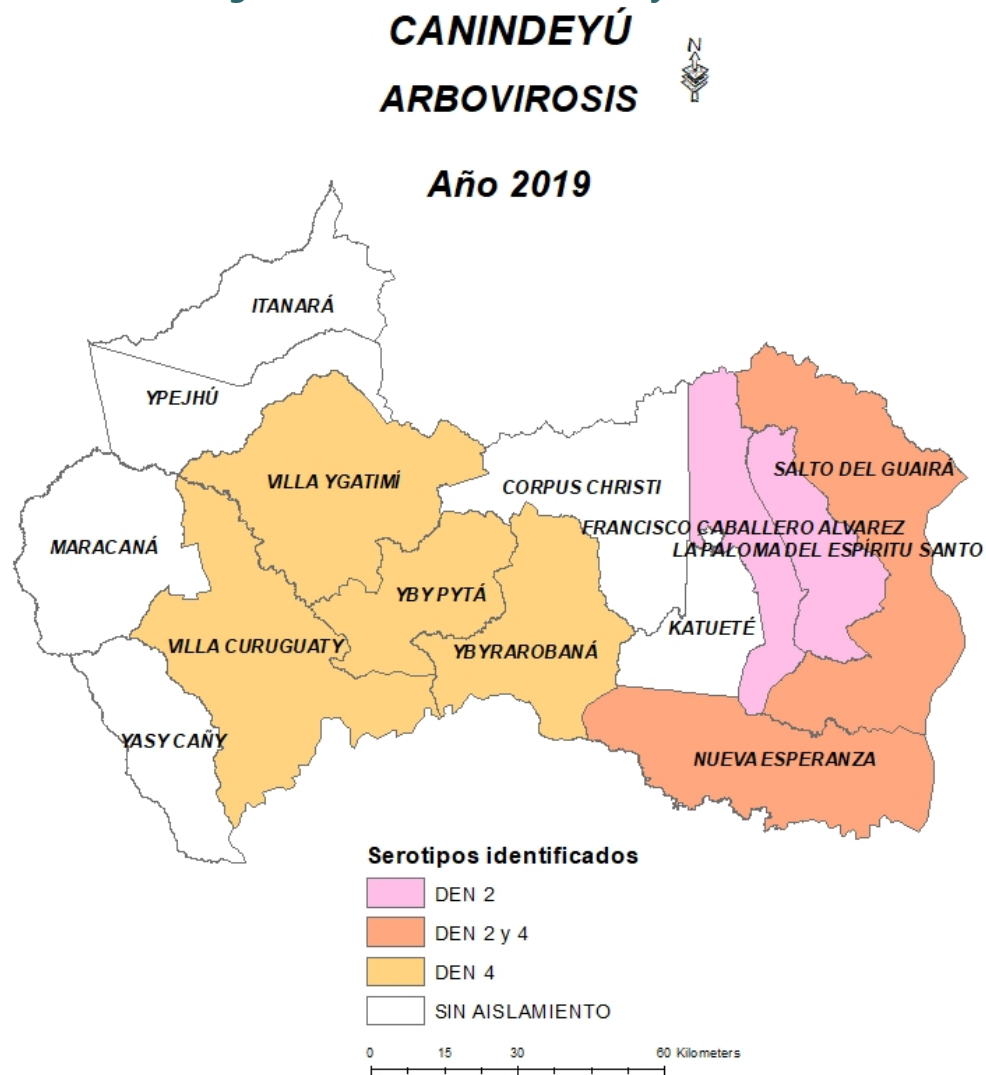 CANINDEYÚ
ARBOVIROSIS
N
Año 2019
ITANARÁ
YPEJHÚ
VILLA YGATIMÍ
SALTO DEL GUAIRÁ
CORPUS CHRISTI
FRANCISCO CABALLERO ALVAREZ
MARACANÁ
LA PALOMA DEL ESPÍRITU SANTO
YBY PYTÁ
KATUETÉ
VILLA CURUGUATY
YBYRAROBANÁ
YASY CAÑY
NUEVA ESPERANZA
Serotipos identificados
DEN 2
DEN 2 y 4
DEN 4
SIN AISLAMIENTO
0 15 30 60 Kilometers